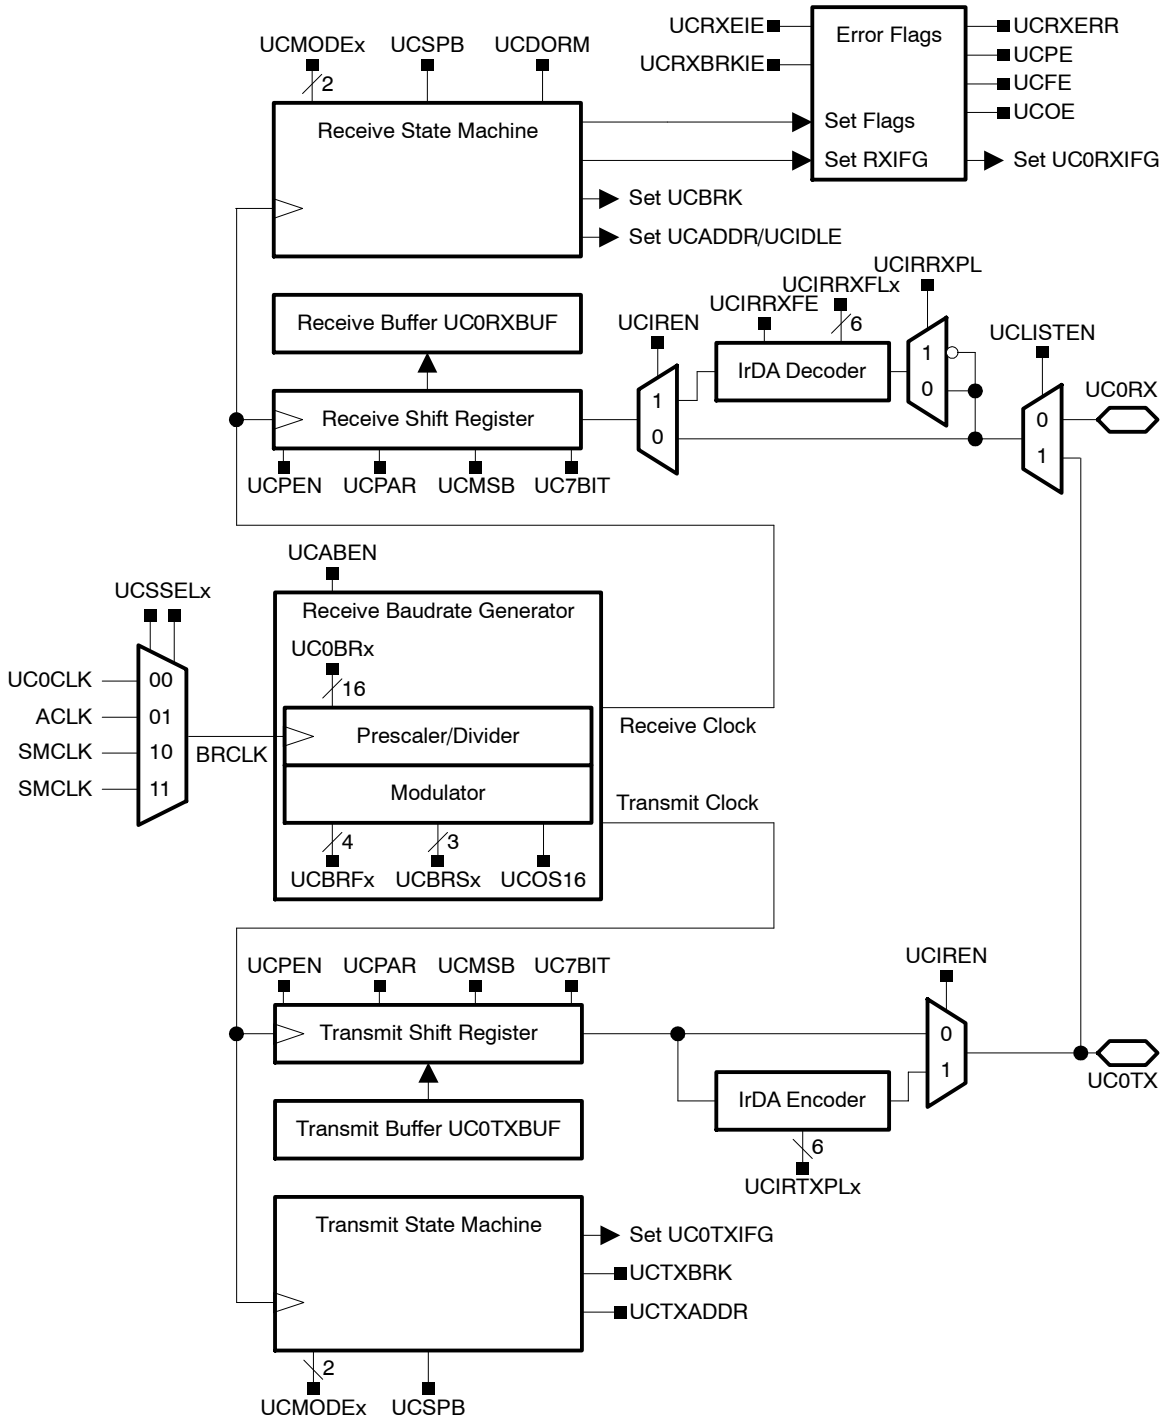 UCMODEx
UCSPB
UCDORM
2
Receive State Machine
UCRXEIE
UCRXBRKIE
Error Flags
Set Flags
Set RXIFG
UCRXERR
UCPE
UCFE
UCOE
Set UC0RXIFG
Set UCBRK
Set UCADDR/UCIDLE
Receive Buffer UC0RXBUF
Receive Shift Register
UCPEN
UCPAR
UCMSB
UC7BIT
UCIREN
1
0
UCIRRXFE
UCIRRXFLx
6
IrDA Decoder
UCIRRXPL
1
0
UCLISTEN
0
1
UC0RX
UCABEN
UCSSELx
UC0CLK
ACLK
SMCLK
SMCLK
00
01
10
11
BRCLK
Receive Baudrate Generator
UC0BRx
16
Prescaler/Divider
Modulator
4
3
UCBRFx
UCBRSx
UCOS16
Receive Clock
Transmit Clock
UCPEN
UCPAR
UCMSB
UC7BIT
Transmit Shift Register
Transmit Buffer UC0TXBUF
UCIREN
0
1
IrDA Encoder
6
UCIRTXPLx
UC0TX
Transmit State Machine
Set UC0TXIFG
UCTXBRK
UCTXADDR
2
UCMODEx
UCSPB